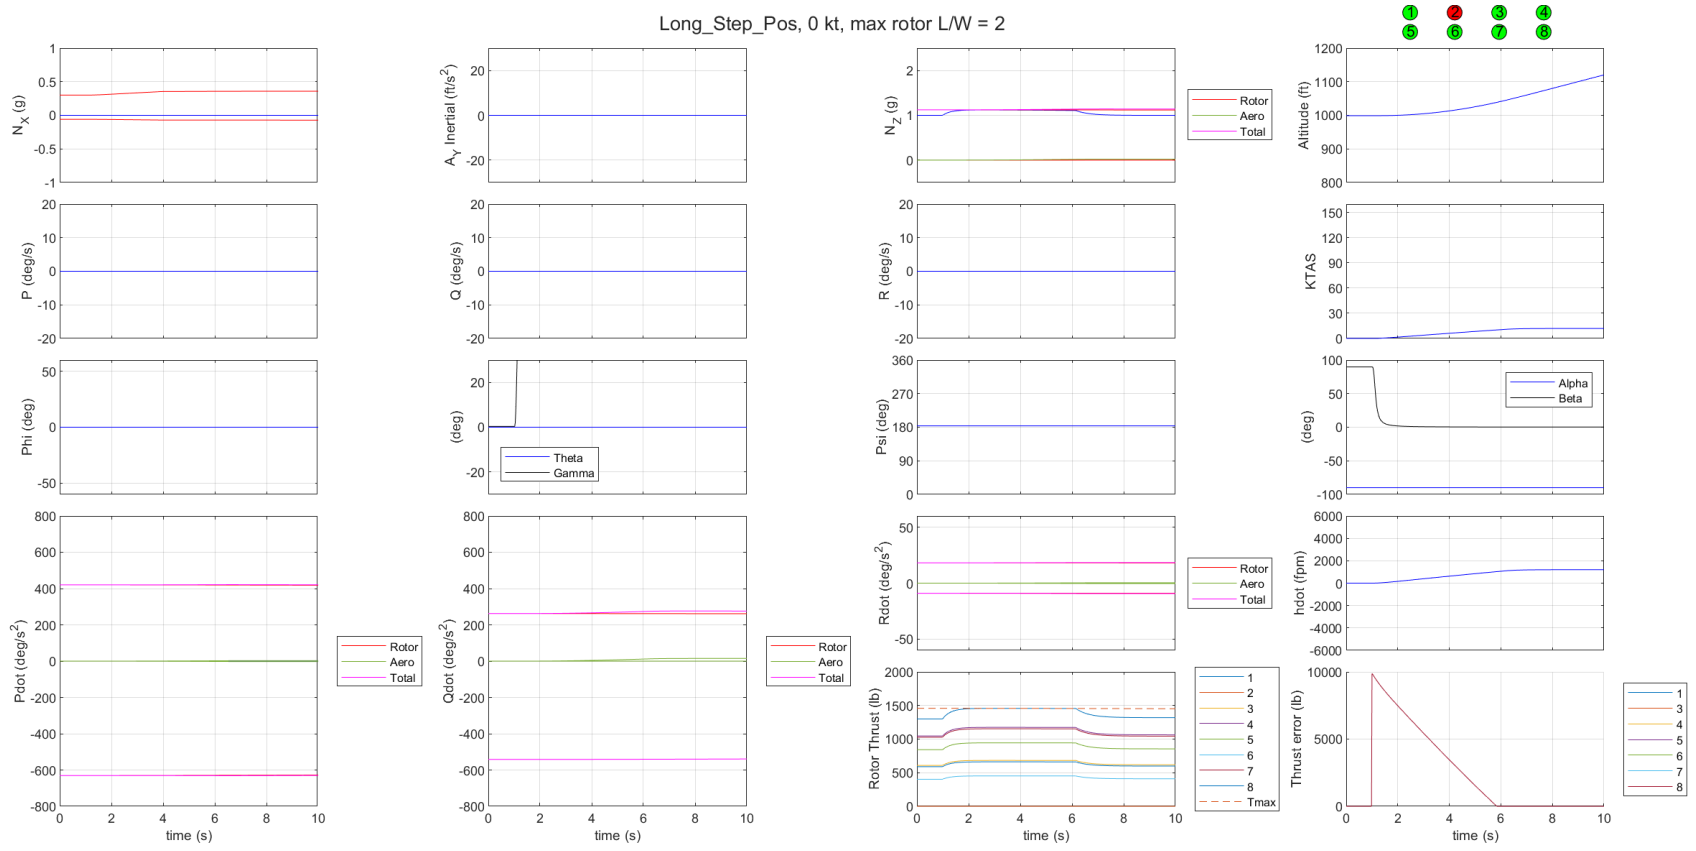 Long_Step_Pos, 0 kt, max rotor L/W = 2
1 2 3 4
5 6 7 8
N_X (g)
1
0.5
0
-0.5
-1
A_Y Inertial (ft/s^2)
20
0
-20
N_Z (g)
2
1
0
Rotor
Aero
Total
Altitude (ft)
1200
1100
1000
900
800
P (deg/s)
20
10
0
-10
-20
Q (deg/s)
20
10
0
-10
-20
R (deg/s)
20
10
0
-10
-20
KTAS
150
120
90
60
30
0
Phi (deg)
50
0
-50
(deg)
20
0
-20
Theta
Gamma
Psi (deg)
360
270
180
90
0
(deg)
100
50
0
-50
-100
Alpha
Beta
Pdot (deg/s^2)
800
600
400
200
0
-200
-400
-600
-800
0 2 4 6 8 10
time (s)
Rotor
Aero
Total
Qdot (deg/s^2)
800
600
400
200
0
-200
-400
-600
-800
0 2 4 6 8 10
time (s)
Rotor
Aero
Total
Rdot (deg/s^2)
50
0
-50
Rotor
Aero
Total
hdot (fpm)
6000
4000
2000
0
-2000
-4000
-6000
Rotor Thrust (lb)
2000
1500
1000
500
0
0 2 4 6 8 10
time (s)
1
2
3
4
5
6
7
8
Tmax
Thrust error (lb)
10000
5000
0
0 2 4 6 8 10
time (s)
1
3
4
5
6
7
8